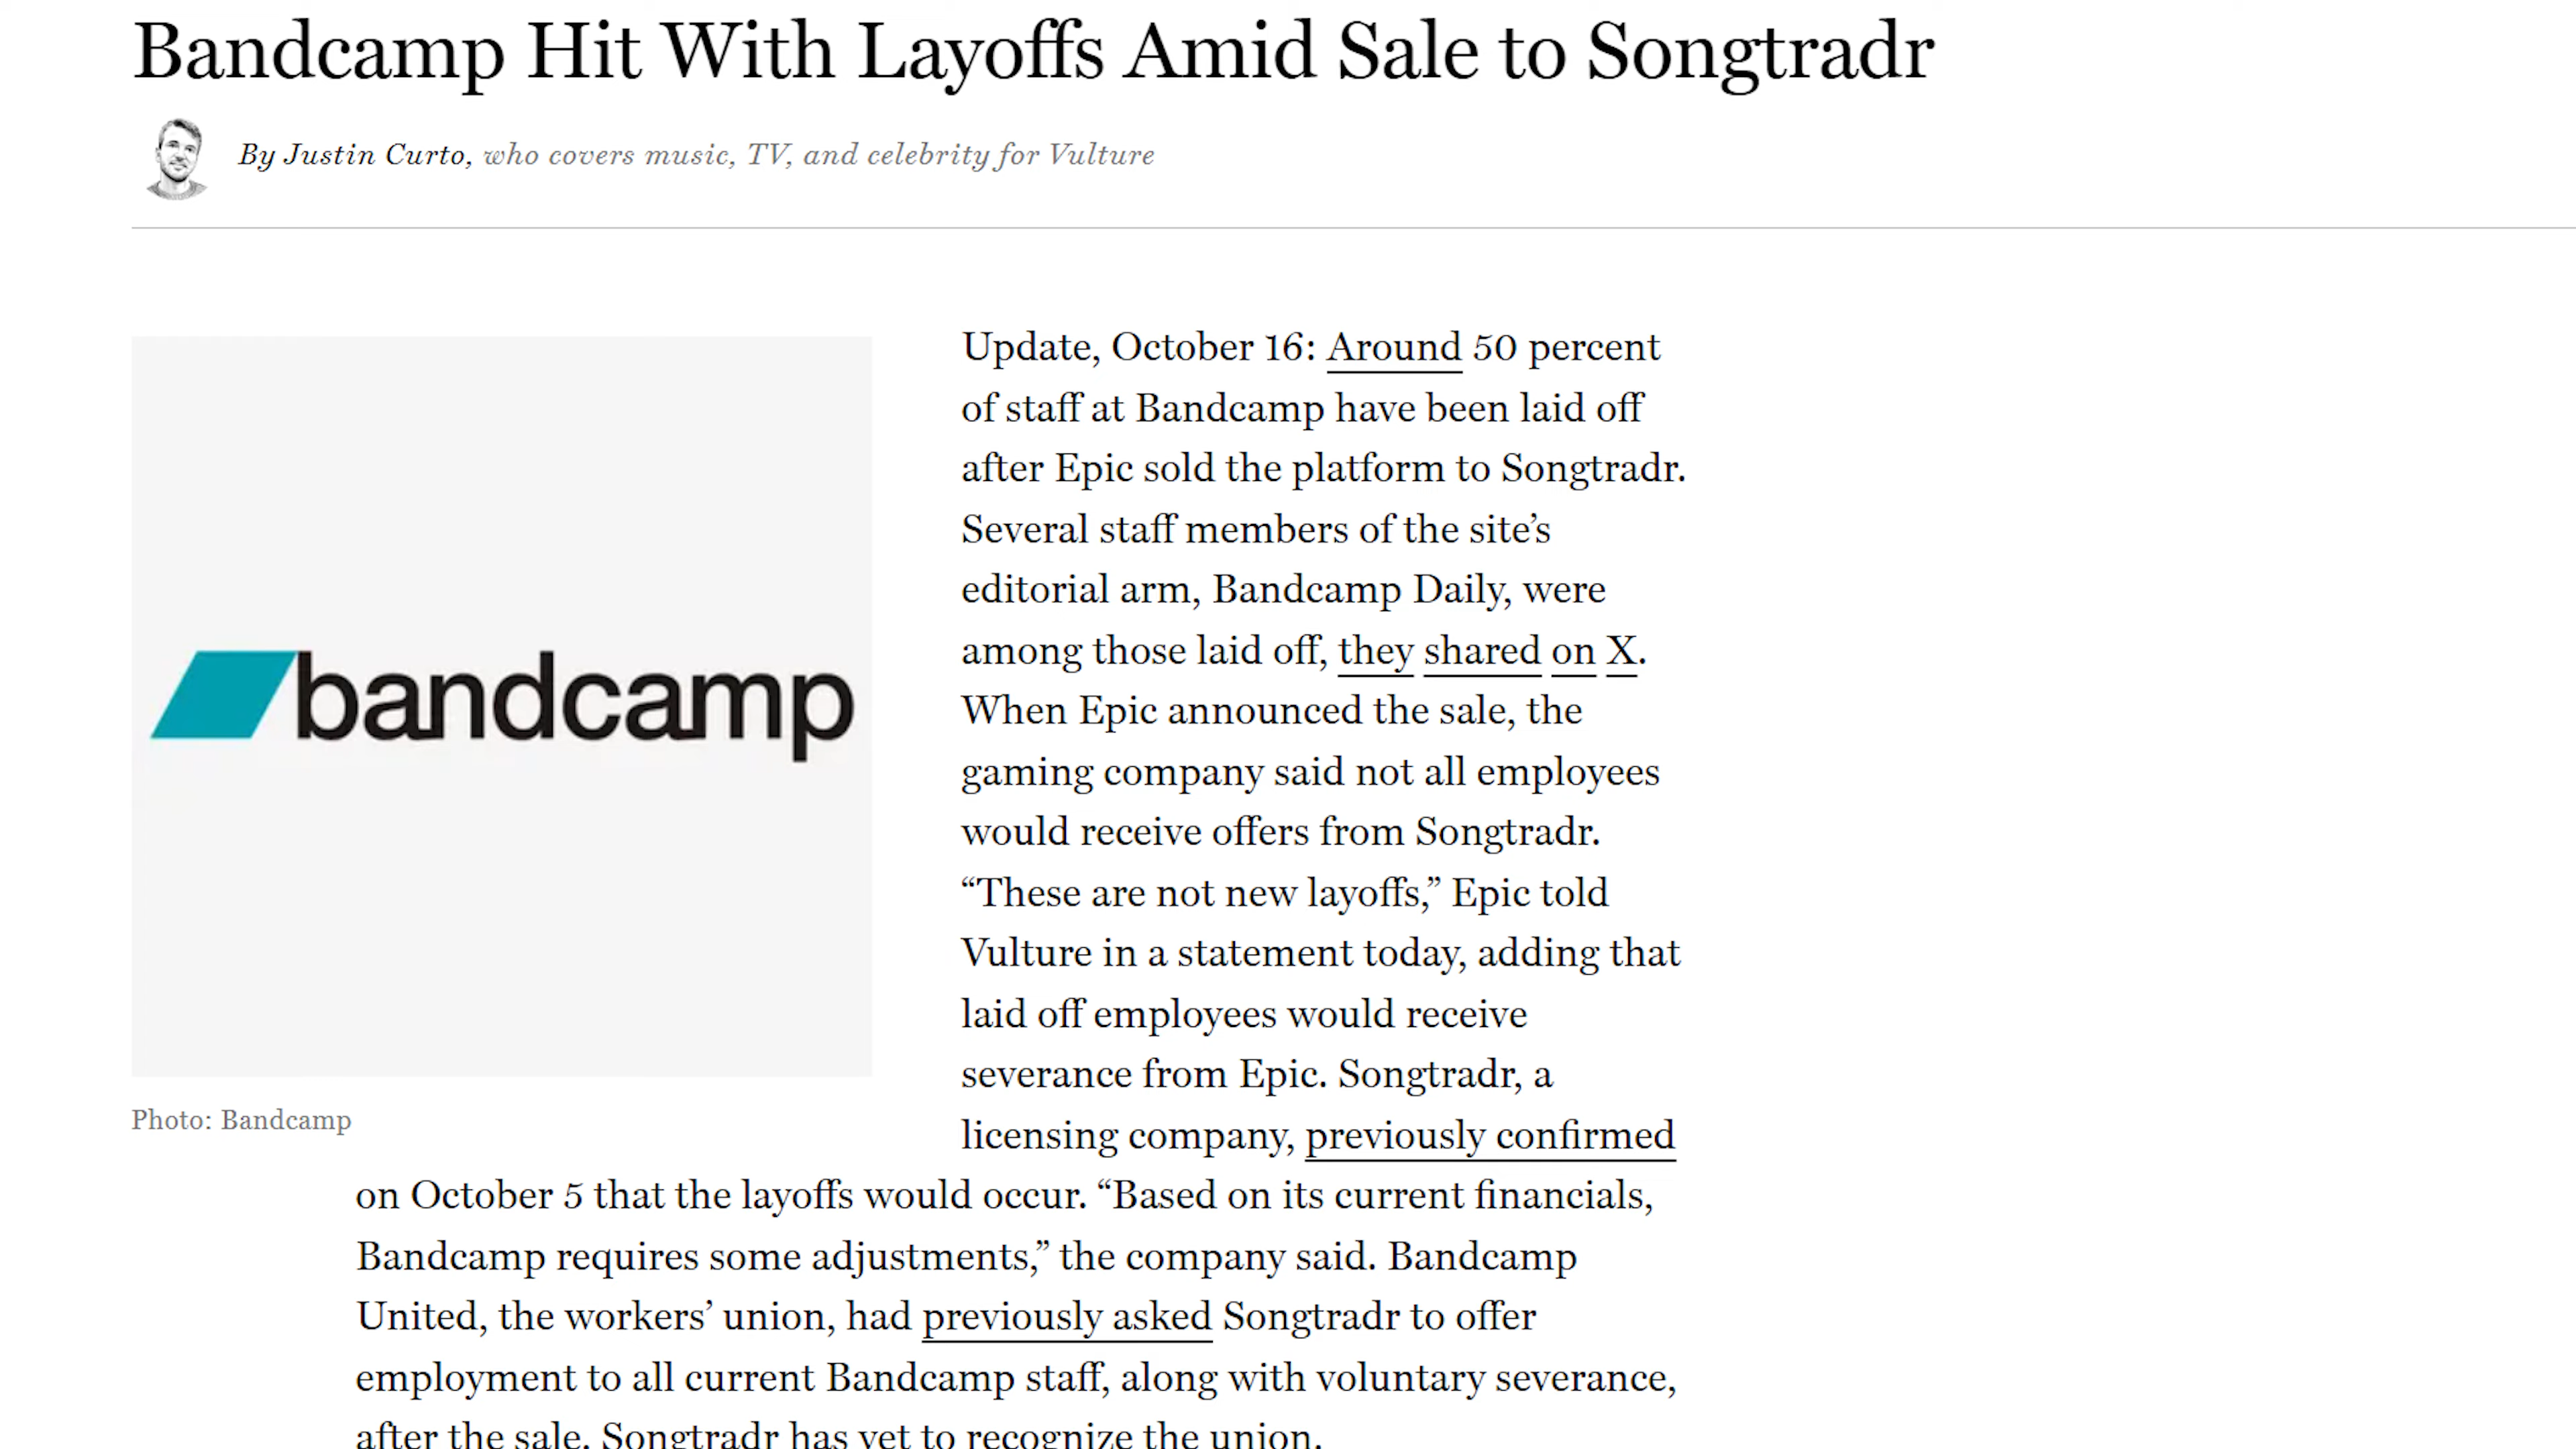 Bandcamp Hit With Layoffs Amid Sale to Songtradr
By Justin Curto, who covers music, TV, and celebrity for Vulture
bandcamp
Photo: Bandcamp
Update, October 16: Around 50 percent
of staff at Bandcamp have been laid off
after Epic sold the platform to Songtradr.
Several staff members of the site’s
editorial arm, Bandcamp Daily, were
among those laid off, they shared on X.
When Epic announced the sale, the
gaming company said not all employees
would receive offers from Songtradr.
“These are not new layoffs,” Epic told
Vulture in a statement today, adding that
laid off employees would receive
severance from Epic. Songtradr, a
licensing company, previously confirmed
on October 5 that the layoffs would occur. “Based on its current financials,
Bandcamp requires some adjustments,” the company said. Bandcamp
United, the workers’ union, had previously asked Songtradr to offer
employment to all current Bandcamp staff, along with voluntary severance,
after the sale. Songtradr has yet to recognize the union.